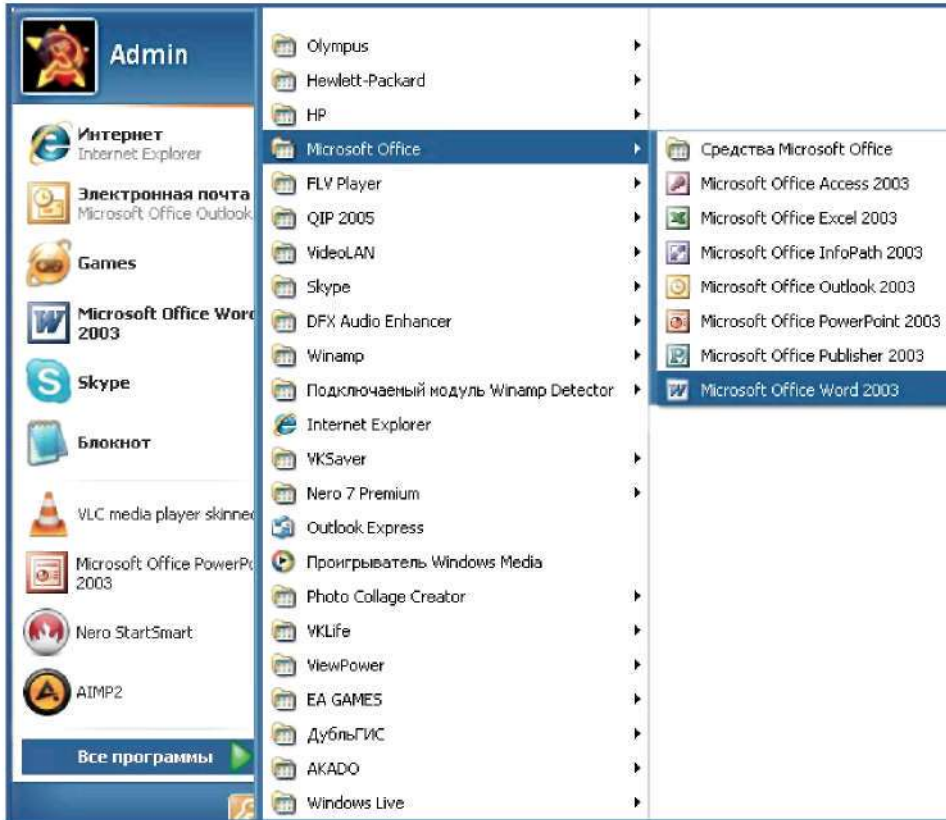 Admin
Интернет
Internet Explorer
Электронная почта
Microsoft Office Outlook
Games
Microsoft Office Word
2003
Skype
Блокнот
VLC media player skinned
Microsoft Office PowerPo
2003
Nero StartSmart
AIMP2
Все программы
Olympus
Hewlett-Packard
HP
Microsoft Office
FLV Player
QIP 2005
VideoLAN
Skype
DFX Audio Enhancer
Winamp
Подключаемый модуль Winamp Detector
Internet Explorer
VKSaver
Nero 7 Premium
Outlook Express
Проигрыватель Windows Media
Photo Collage Creator
VKLife
ViewPower
EA GAMES
ДубльГИС
AKADO
Windows Live
Средства Microsoft Office
Microsoft Office Access 2003
Microsoft Office Excel 2003
Microsoft Office InfoPath 2003
Microsoft Office Outlook 2003
Microsoft Office PowerPoint 2003
Microsoft Office Publisher 2003
Microsoft Office Word 2003